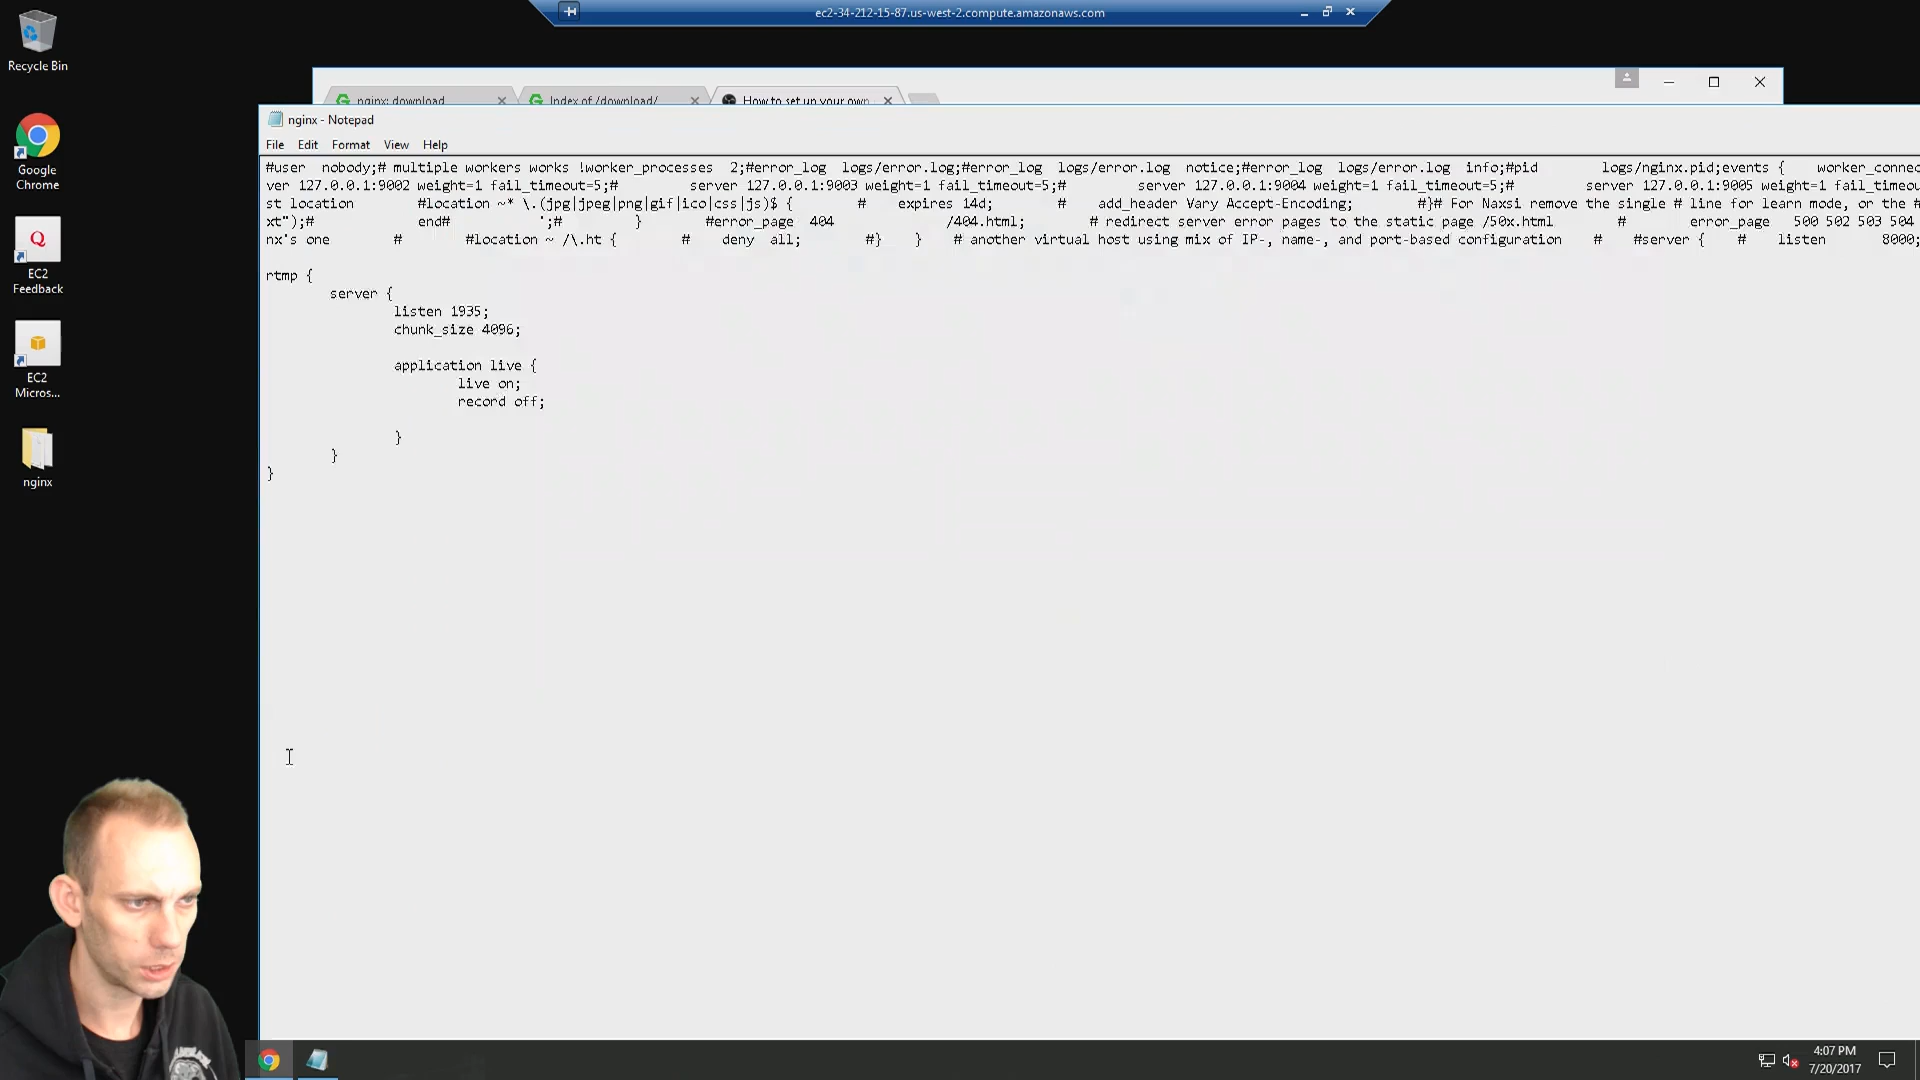 ec2-34-212-15-87.us-west-2.compute.amazonaws.com
Recycle Bin
nginx: download
Index of /download/
How to set up your own
nginx - Notepad
File Edit Format View Help
#user  nobody;# multiple workers works !worker_processes  2;#error_log  logs/error.log;#error_log  logs/error.log  notice;#error_log  logs/error.log  info;#pid        logs/nginx.pid;events {    worker_connec
ver 127.0.0.1:9002 weight=1 fail_timeout=5;#         server 127.0.0.1:9003 weight=1 fail_timeout=5;#         server 127.0.0.1:9004 weight=1 fail_timeout=5;#         server 127.0.0.1:9005 weight=1 fail_timeou
st location        #location ~* \.(jpg|jpeg|png|gif|ico|css|js)$ {        #    expires 14d;        #    add_header Vary Accept-Encoding;        #}# For Naxsi remove the single # line for learn mode, or the #
xt");#             end#           ';#         }        #error_page  404              /404.html;        # redirect server error pages to the static page /50x.html        #        error_page   500 502 503 504
nx's one        #        #location ~ /\.ht {        #    deny  all;        #}    }    # another virtual host using mix of IP-, name-, and port-based configuration    #    #server {    #    listen       8000;
rtmp {
server {
listen 1935;
chunk_size 4096;
application live {
live on;
record off;
}
}
}
Google
Chrome
EC2
Feedback
EC2
Micros...
nginx
4:07 PM
7/20/2017